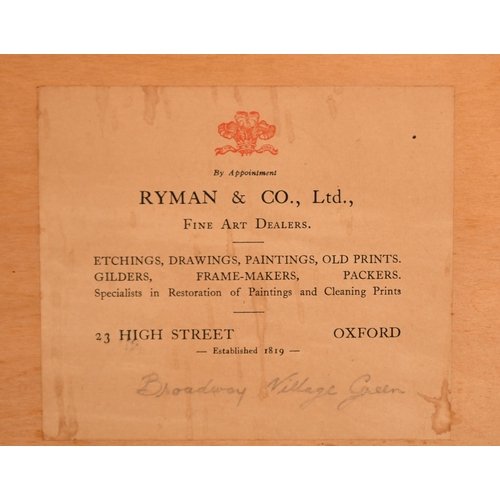 By Appointment
RYMAN & CO., Ltd.,
FINE ART DEALERS.
ETCHINGS, DRAWINGS, PAINTINGS, OLD PRINTS.
GILDERS, FRAME-MAKERS, PACKERS.
Specialists in Restoration of Paintings and Cleaning Prints
23 HIGH STREET OXFORD
— Established 1819 —
Broadway Village Green